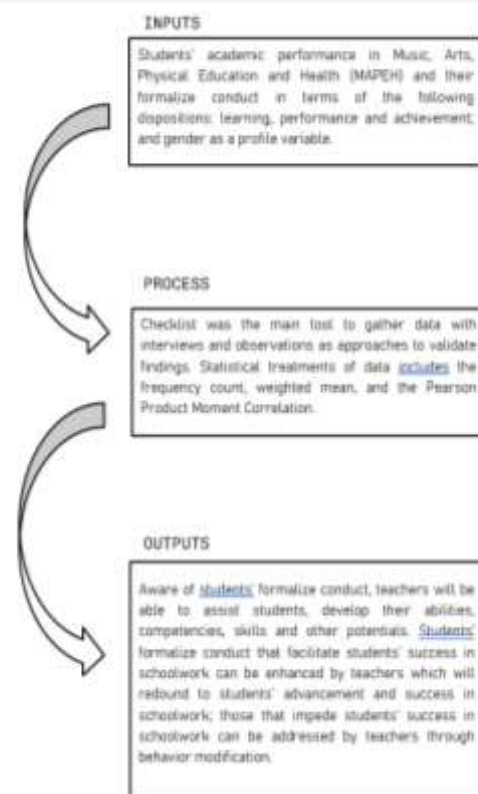 INPUTS
Students' academic performance in Music, Arts,
Physical Education and Health (MAPEH) and their
formalize conduct in terms of the following
dispositions: learning, performance and achievement;
and gender as a profile variable.
PROCESS
Checklist was the main tool to gather data with
interviews and observations as approaches to validate
findings. Statistical treatments of data includes the
frequency count, weighted mean, and the Pearson
Product Moment Correlation.
OUTPUTS
Aware of students' formalize conduct, teachers will be
able to assist students, develop their abilities,
competencies, skills and other potentials. Students'
formalize conduct that facilitate students' success in
schoolwork can be enhanced by teachers which will
redound to students' advancement and success in
schoolwork; those that impede students' success in
schoolwork can be addressed by teachers through
behavior modification.